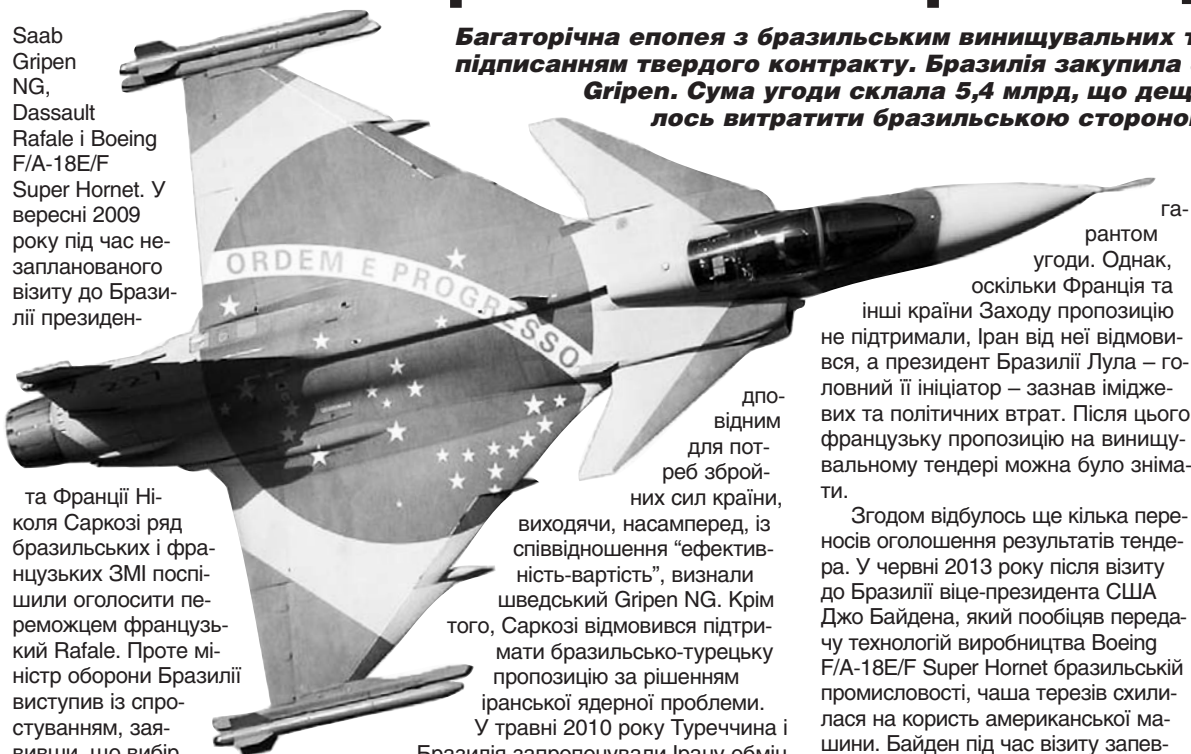 Багаторічна епопея з бразильським винищувальних
підписанням твердого контракту. Бразилія закупила
Gripen. Сума угоди склала 5,4 млрд, що
лось витратити бразильською
Saab
Gripen
NG,
Dassault
Rafale і Boeing
F/A-18E/F
Super Hornet. У
вересні 2009
року під час не-
запланованого
візиту до Брази-
лії президен-
та Франції Ні-
коля Саркозі ряд
бразильських і фра-
нцузьких ЗМІ поспі-
шили оголосити пе-
реможцем французь-
кий Rafale. Проте мі-
ністр оборони Бразилії
виступив із спро-
стуванням, зая-
вивши, що вибір
ORDEM E PROGRESSO
дпо-
відним
для пот-
реб зброй-
них сил країни,
виходячи, насамперед, із
співвідношення “ефектив-
ність-вартість”, визнали
шведський Gripen NG. Крім
того, Саркозі відмовився підтри-
мати бразильсько-турецьку
пропозицію за рішенням
іранської ядерної проблеми.
У травні 2010 року Туреччина і
Бразилія запропонували Ірану обмін
га-
рантом
угоди. Однак,
оскільки Франція та
інші країни Заходу пропозицію
не підтримали, Іран від неї відмови-
вся, а президент Бразилії Лула – го-
ловний її ініціатор – зазнав імідже-
вих та політичних втрат. Після цього
французьку пропозицію на винищу-
вальному тендері можна було зніма-
ти.
Згодом відбулось ще кілька пере-
носів оголошення результатів тенде-
ра. У червні 2013 року після візиту
до Бразилії віце-президента США
Джо Байдена, який пообіцяв переда-
чу технологій виробництва Boeing
F/A-18E/F Super Hornet бразильській
промисловості, чаша терезів схили-
лася на користь американської ма-
шини. Байден під час візиту запев-